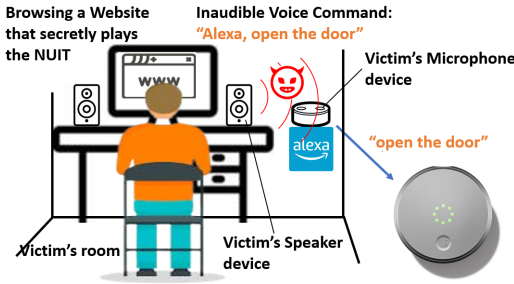 Browsing a Website
that secretly plays
the NUIT
Inaudible Voice Command:
“Alexa, open the door”
Victim’s Microphone
device
www
alexa
“open the door”
Victim’s room
Victim’s Speaker
device